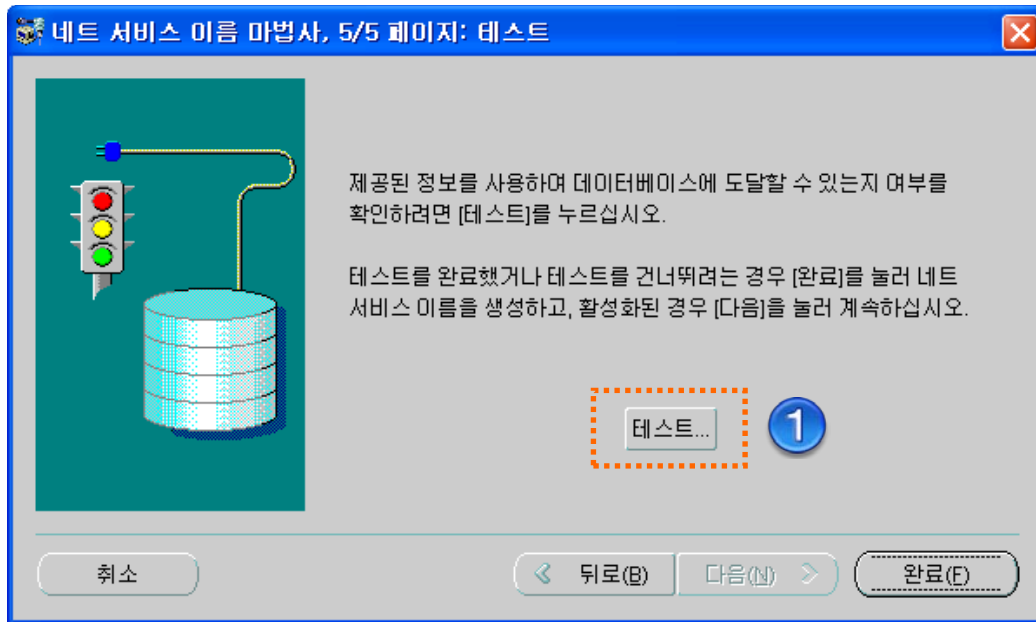 네트 서비스 이름 마법사, 5/5 페이지: 테스트
제공된 정보를 사용하여 데이터베이스에 도달할 수 있는지 여부를
확인하려면 [테스트]를 누르십시오.
테스트를 완료했거나 테스트를 건너뛰려는 경우 [완료]를 눌러 네트
서비스 이름을 생성하고, 활성화된 경우 [다음]을 눌러 계속하십시오.
테스트... 1
취소 뒤로(B) 다음(N) 완료(F)